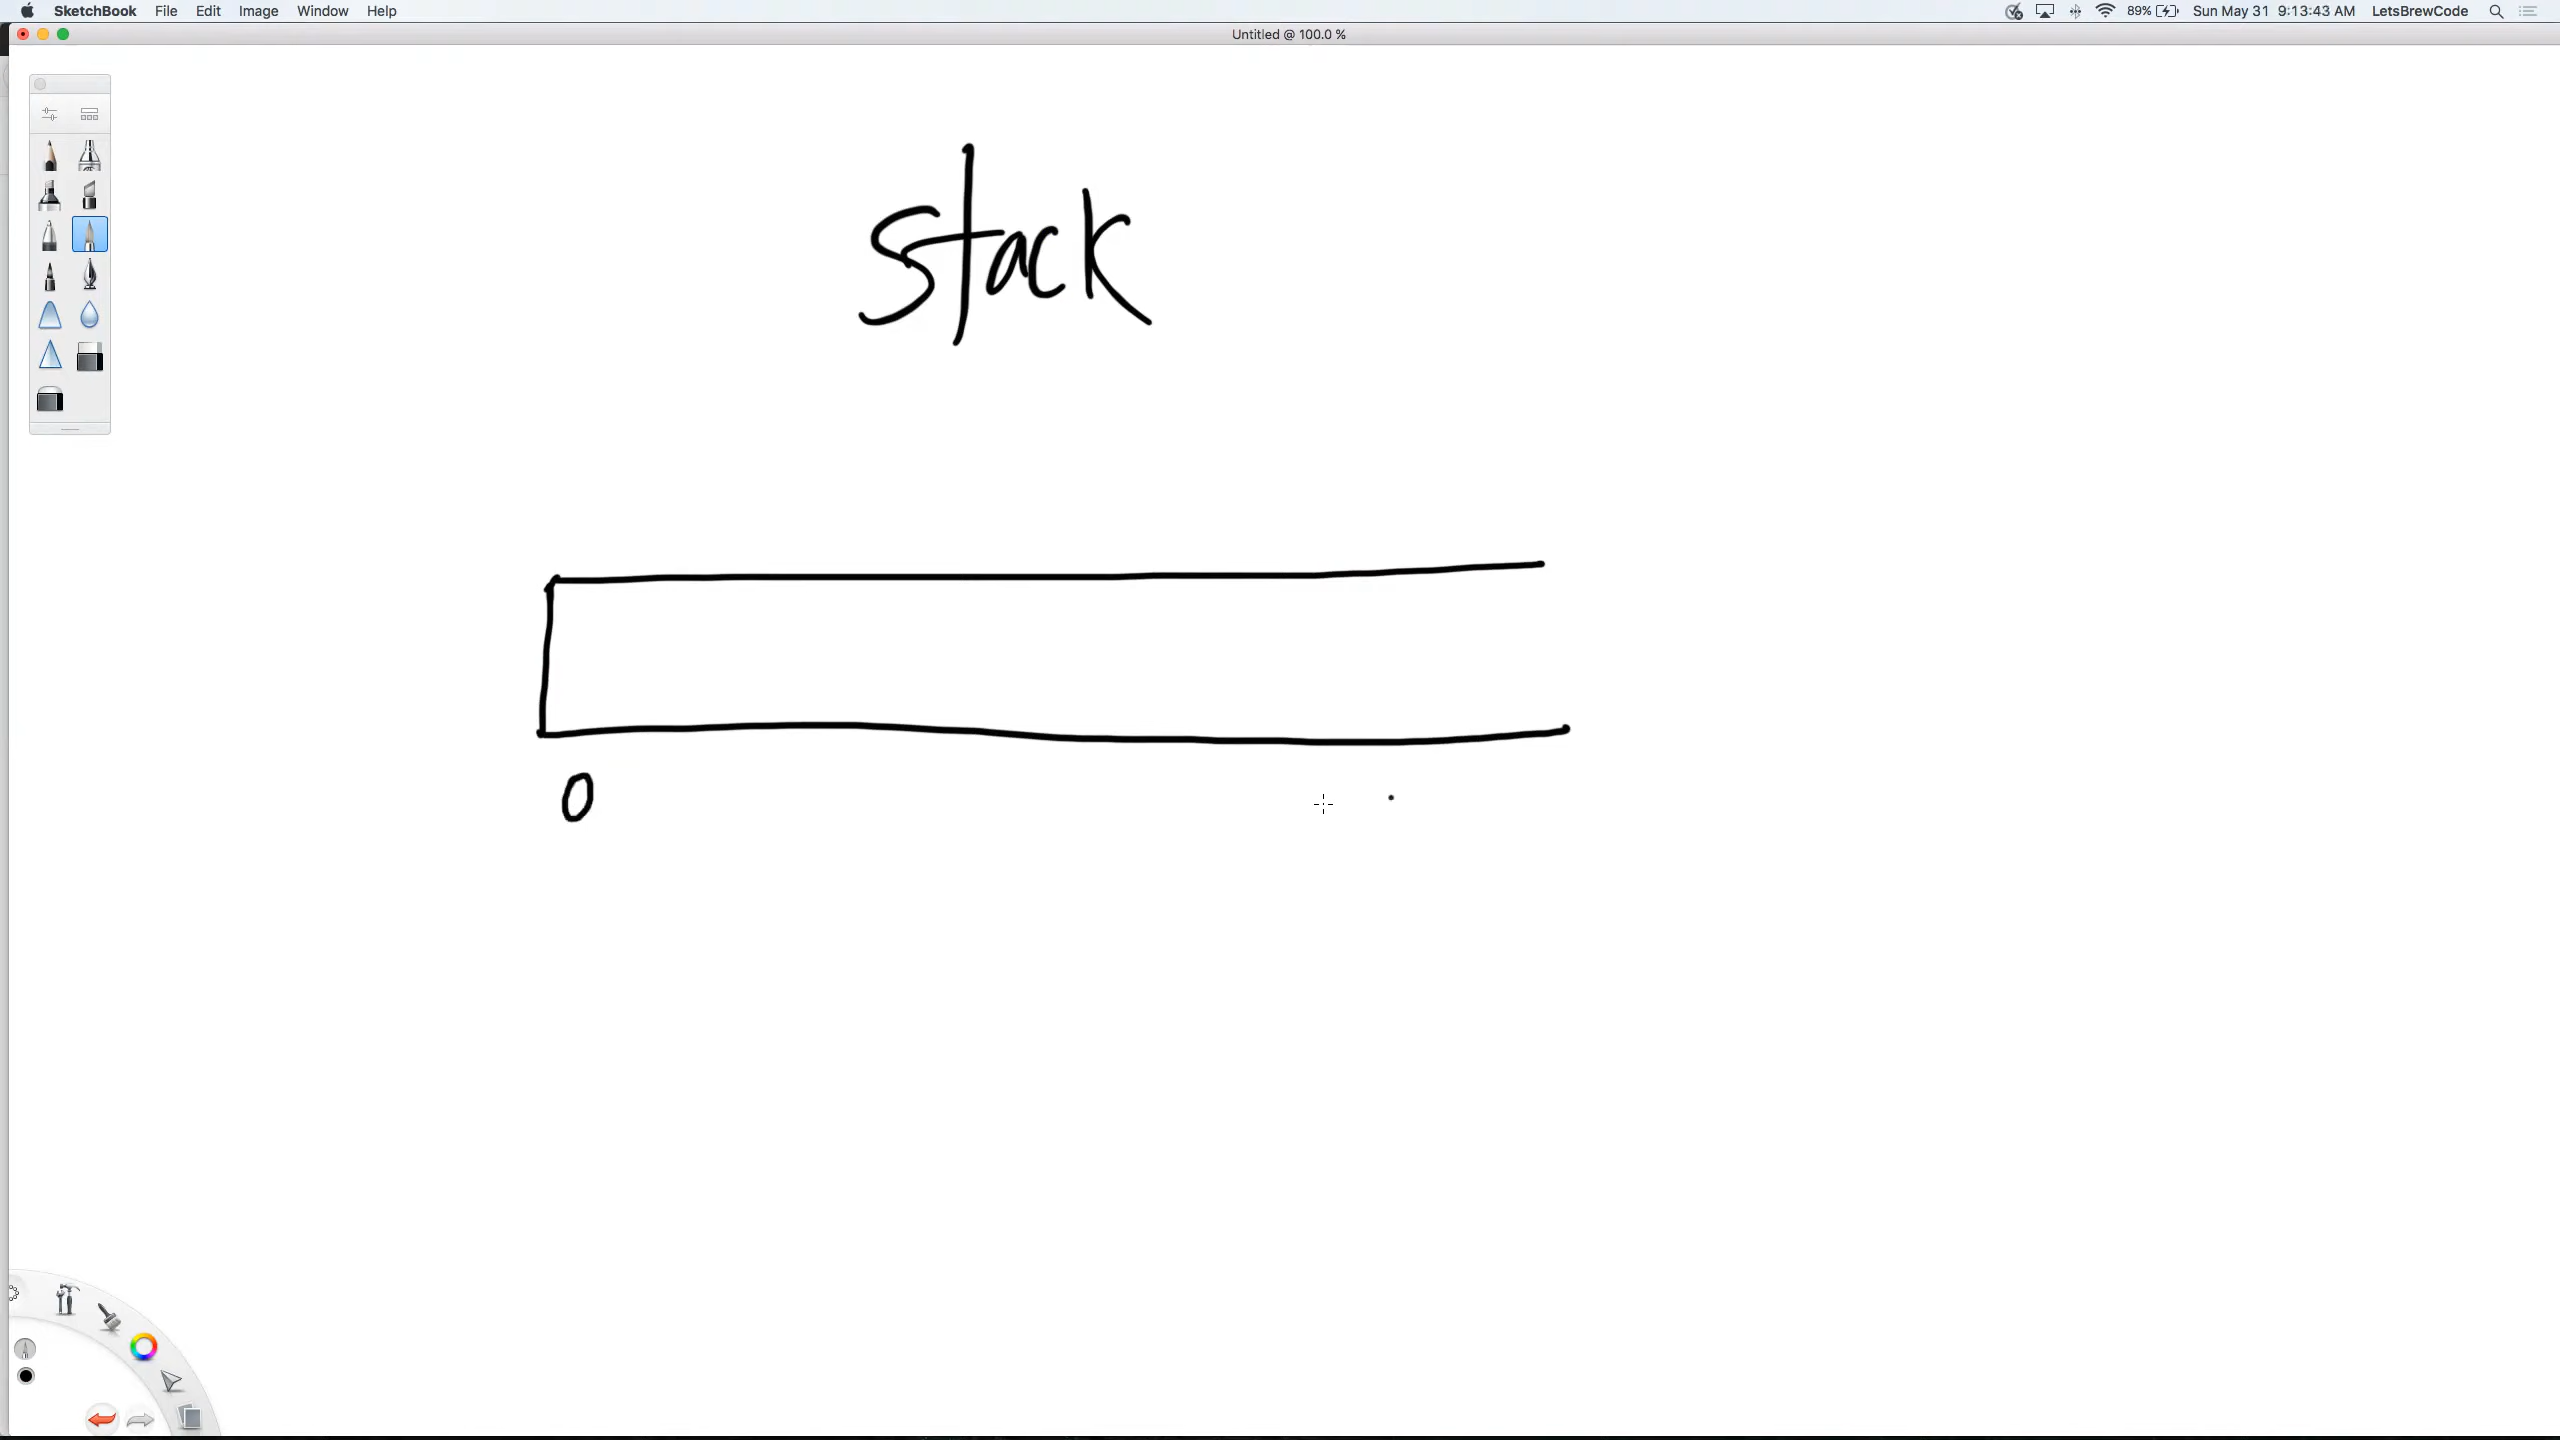 SketchBook File Edit Image Window Help 89% Sun May 31 9:13:43 AM LetsBrewCode
Untitled @ 100.0 %
stack
0